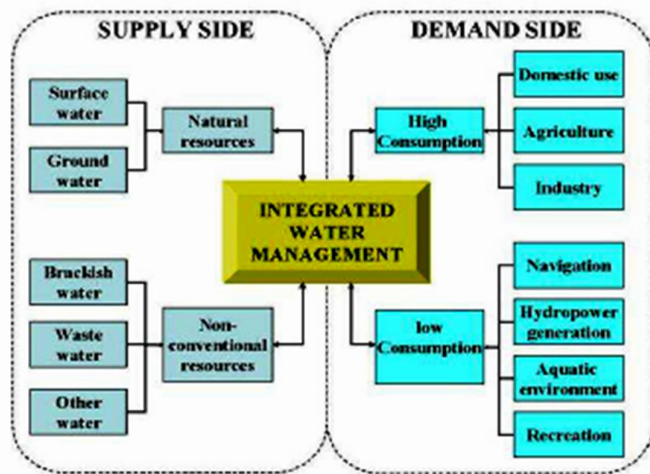 SUPPLY SIDE
Surface
water
Ground
water
Natural
resources
Brackish
water
Waste
water
Other
water
Non-
conventional
resources
INTEGRATED
WATER
MANAGEMENT
DEMAND SIDE
High
Consumption
Domestic use
Agriculture
Industry
low
Consumption
Navigation
Hydropower
generation
Aquatic
environment
Recreation